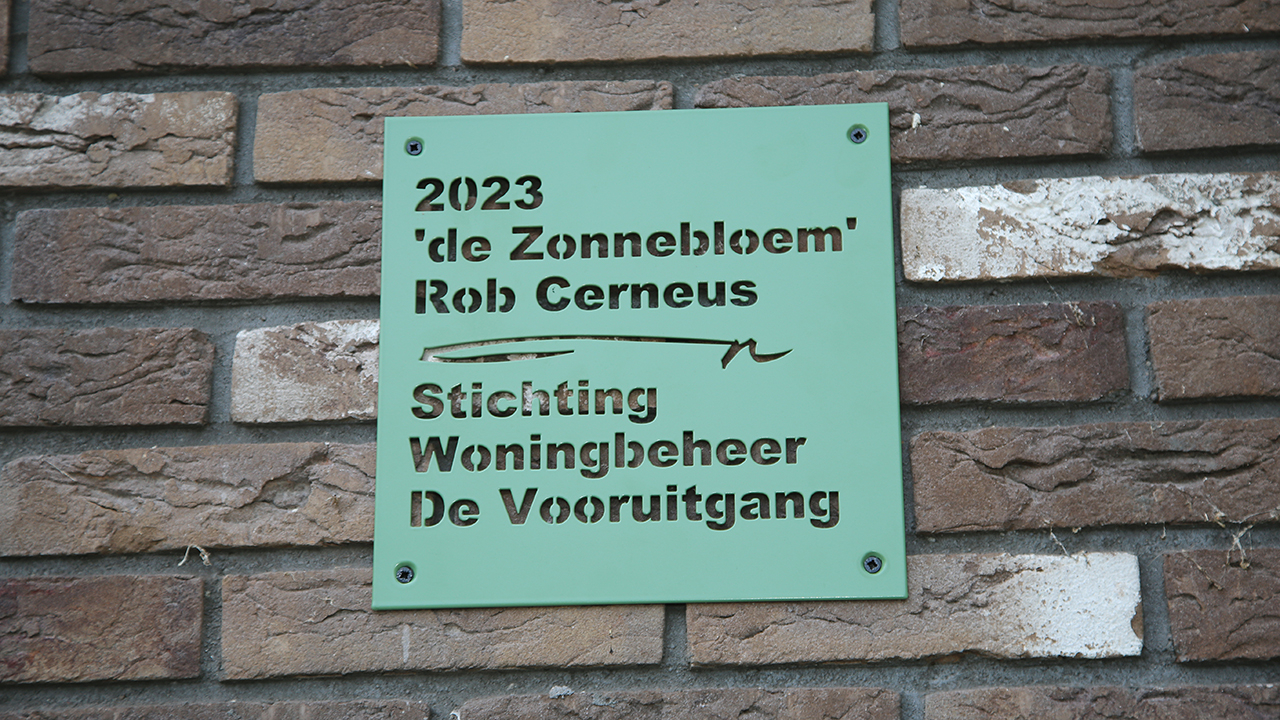 2023
'de Zonnebloem'
Rob Cerneus
Stichting
Woningbeheer
De Vooruitgang